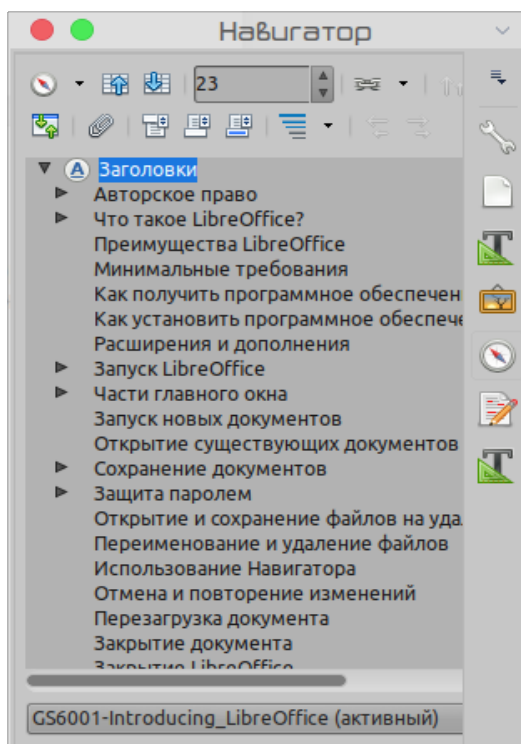 Навигатор
23
Заголовки
Авторское право
Что такое LibreOffice?
Преимущества LibreOffice
Минимальные требования
Как получить программное обеспечен
Как установить программное обеспече
Расширения и дополнения
Запуск LibreOffice
Части главного окна
Запуск новых документов
Открытие существующих документов
Сохранение документов
Защита паролем
Открытие и сохранение файлов на уда
Переименование и удаление файлов
Использование Навигатора
Отмена и повторение изменений
Перезагрузка документа
Закрытие документа
Закрытие LibreOffice
GS6001-Introducing_LibreOffice (активный)